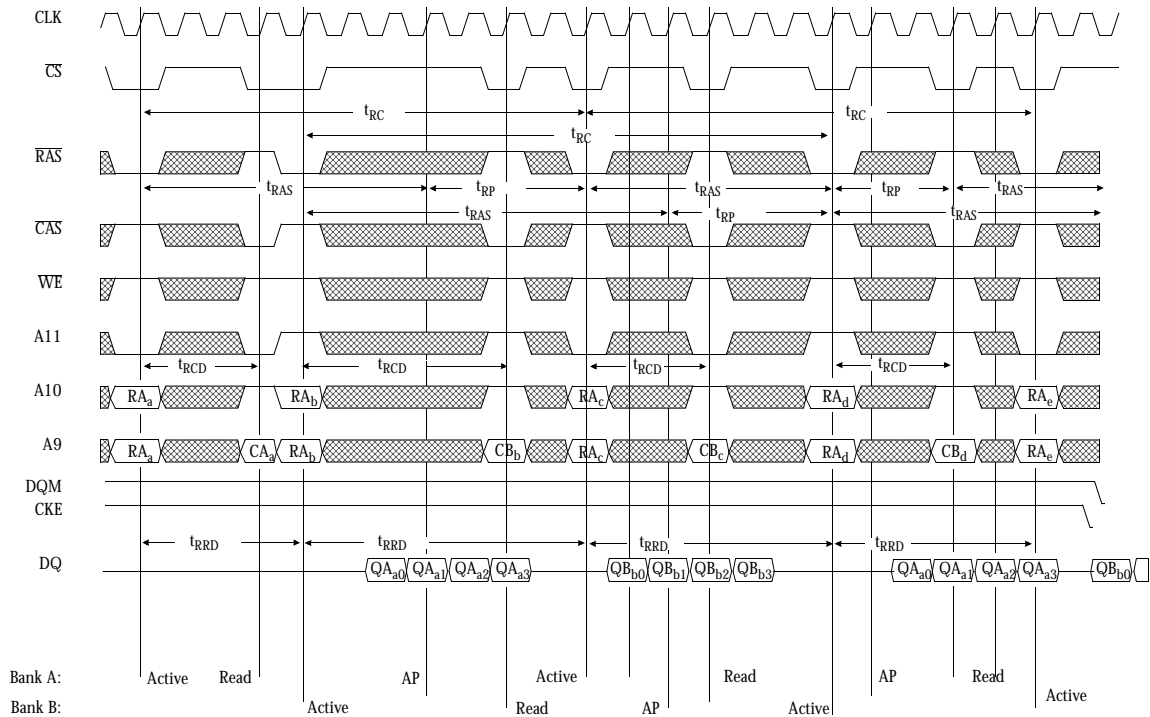 CLK
CS
tRC tRC
tRC
RAS
tRAS tRP tRAS tRP tRAS
tRAS tRP tRAS
CAS
WE
A11
tRCD tRCD tRCD tRCD
A10 RAa RAb RAc RAd RAe
A9 RAa CAa RAb CBb RAc CBc RAd CBd RAe
DQM
CKE
tRRD tRRD tRRD tRRD
DQ QAa0 QAa1 QAa2 QAa3 QBb0 QBb1 QBb2 QBb3 QAa0 QAa1 QAa2 QAa3 QBb0
Bank A: Active Read AP Active Read AP Read
Bank B: Active Read AP Active Active